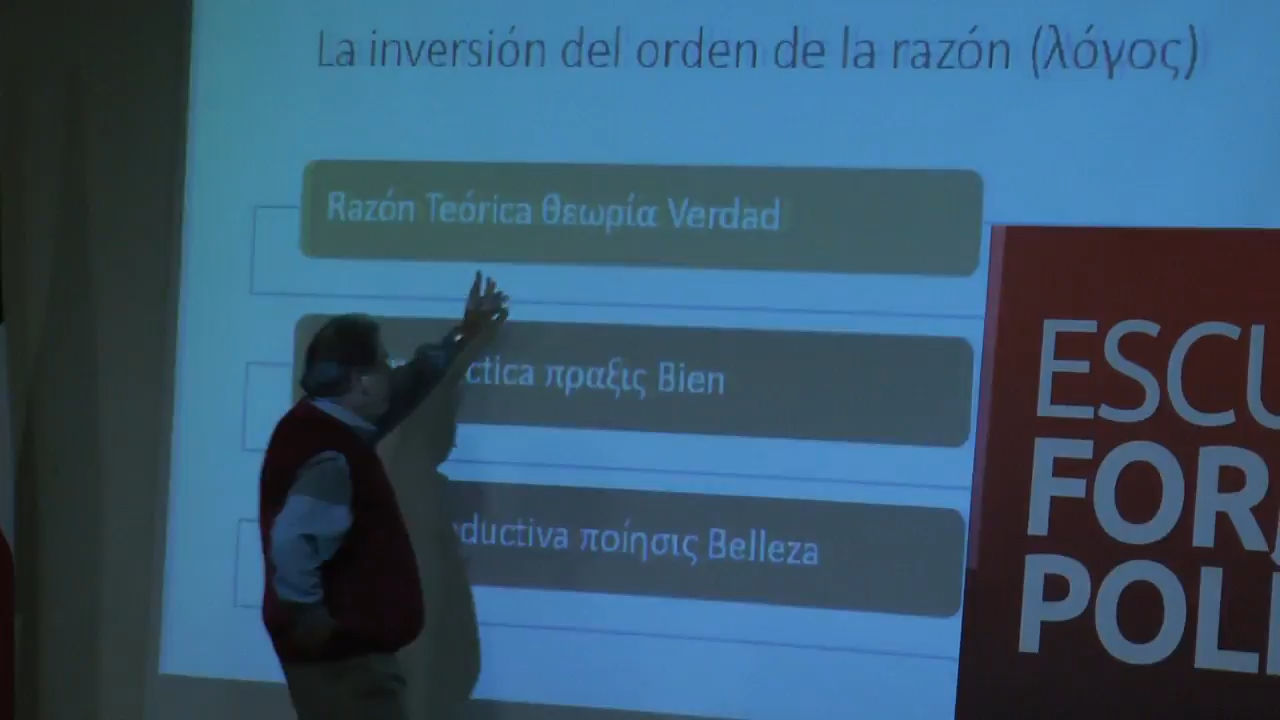 La inversión del orden de la razón (λόγος)
Razón Teórica θεωρία Verdad
ctica πραξις Bien
ductiva ποίησις Belleza
ESCU
FOR
POLI